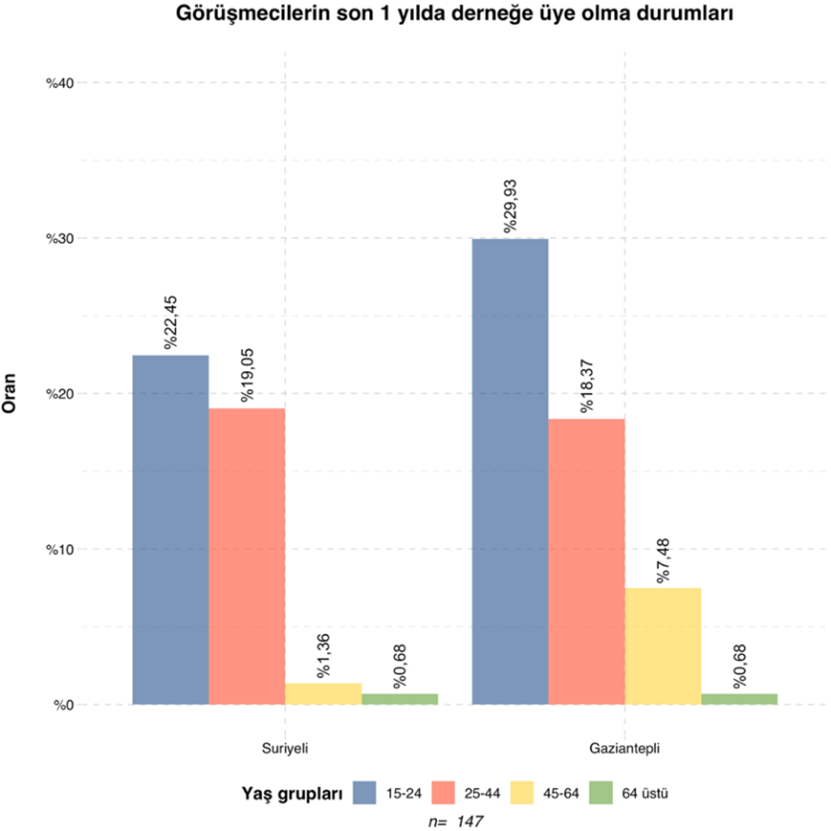 Görüşmecilerin son 1 yılda derneğe üye olma durumları
Oran
%40
%30
%20
%10
%0
%22,45
%19,05
%1,36
%0,68
%29,93
%18,37
%7,48
%0,68
Suriyeli
Gaziantepli
Yaş grupları 15-24 25-44 45-64 64 üstü
n= 147